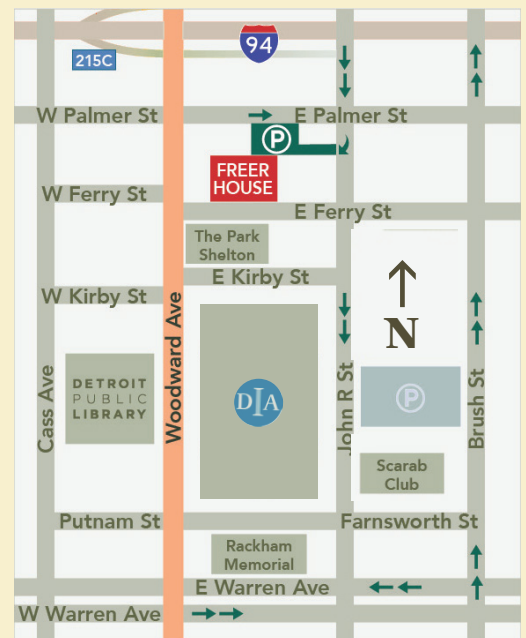 94
215C
W Palmer St
E Palmer St
P
FREER
HOUSE
W Ferry St
E Ferry St
The Park
Shelton
E Kirby St
W Kirby St
N
Cass Ave
Woodward Ave
John R St
Brush St
DETROIT
PUBLIC
LIBRARY
DIA
P
Scarab
Club
Putnam St
Farnsworth St
Rackham
Memorial
E Warren Ave
W Warren Ave